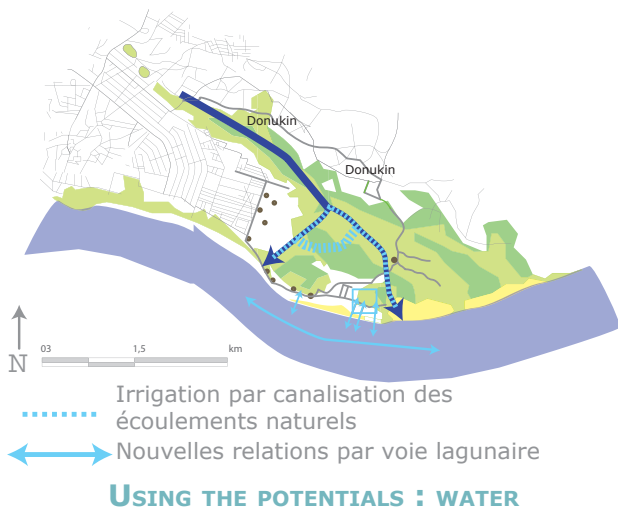 Donukin
Donukin
N
03 1,5 km
Irrigation par canalisation des
écoulements naturels
Nouvelles relations par voie lagunaire
USING THE POTENTIALS : WATER